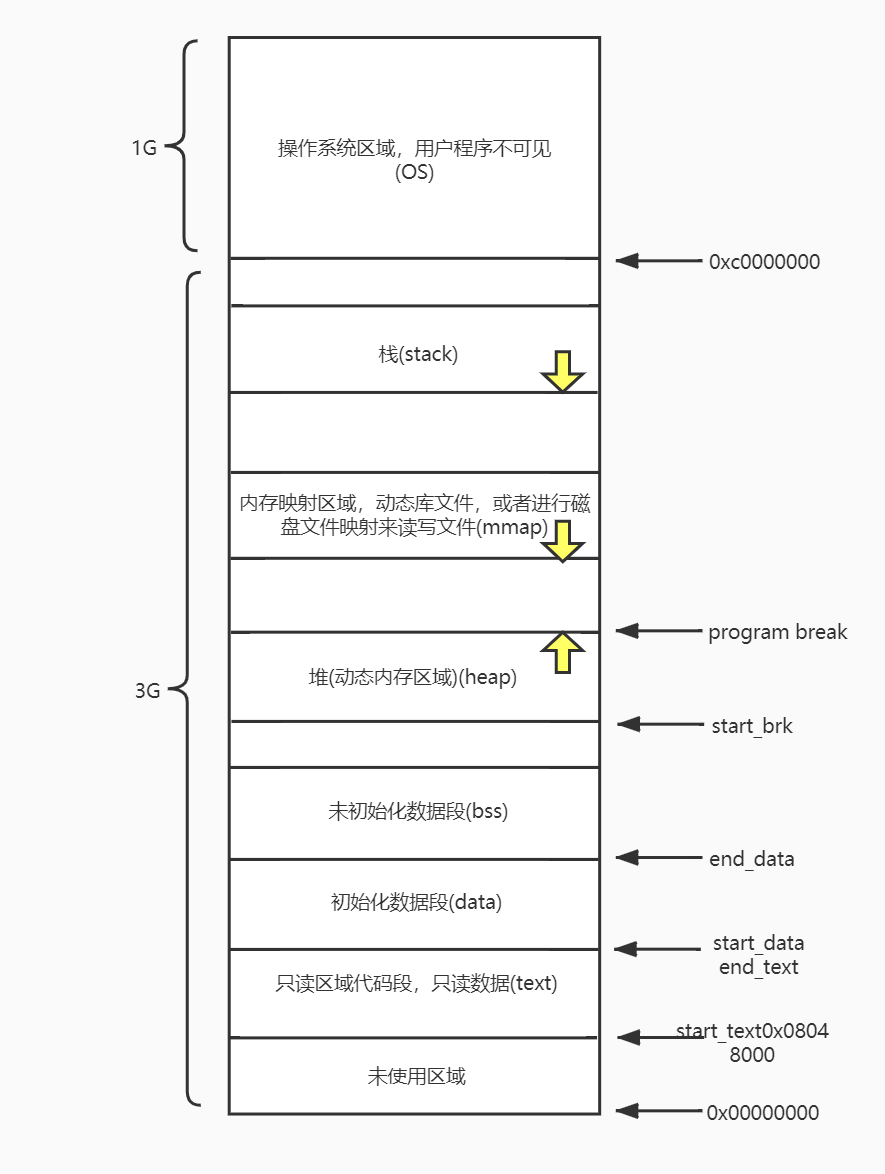 1G
操作系统区域，用户程序不可见
(OS)
0xc0000000
栈(stack)
内存映射区域，动态库文件，或者进行磁
盘文件映射来读写文件(mmap)
program break
3G
堆(动态内存区域)(heap)
start_brk
未初始化数据段(bss)
end_data
初始化数据段(data)
start_data
end_text
只读区域代码段，只读数据(text)
start_text0x0804
8000
未使用区域
0x00000000